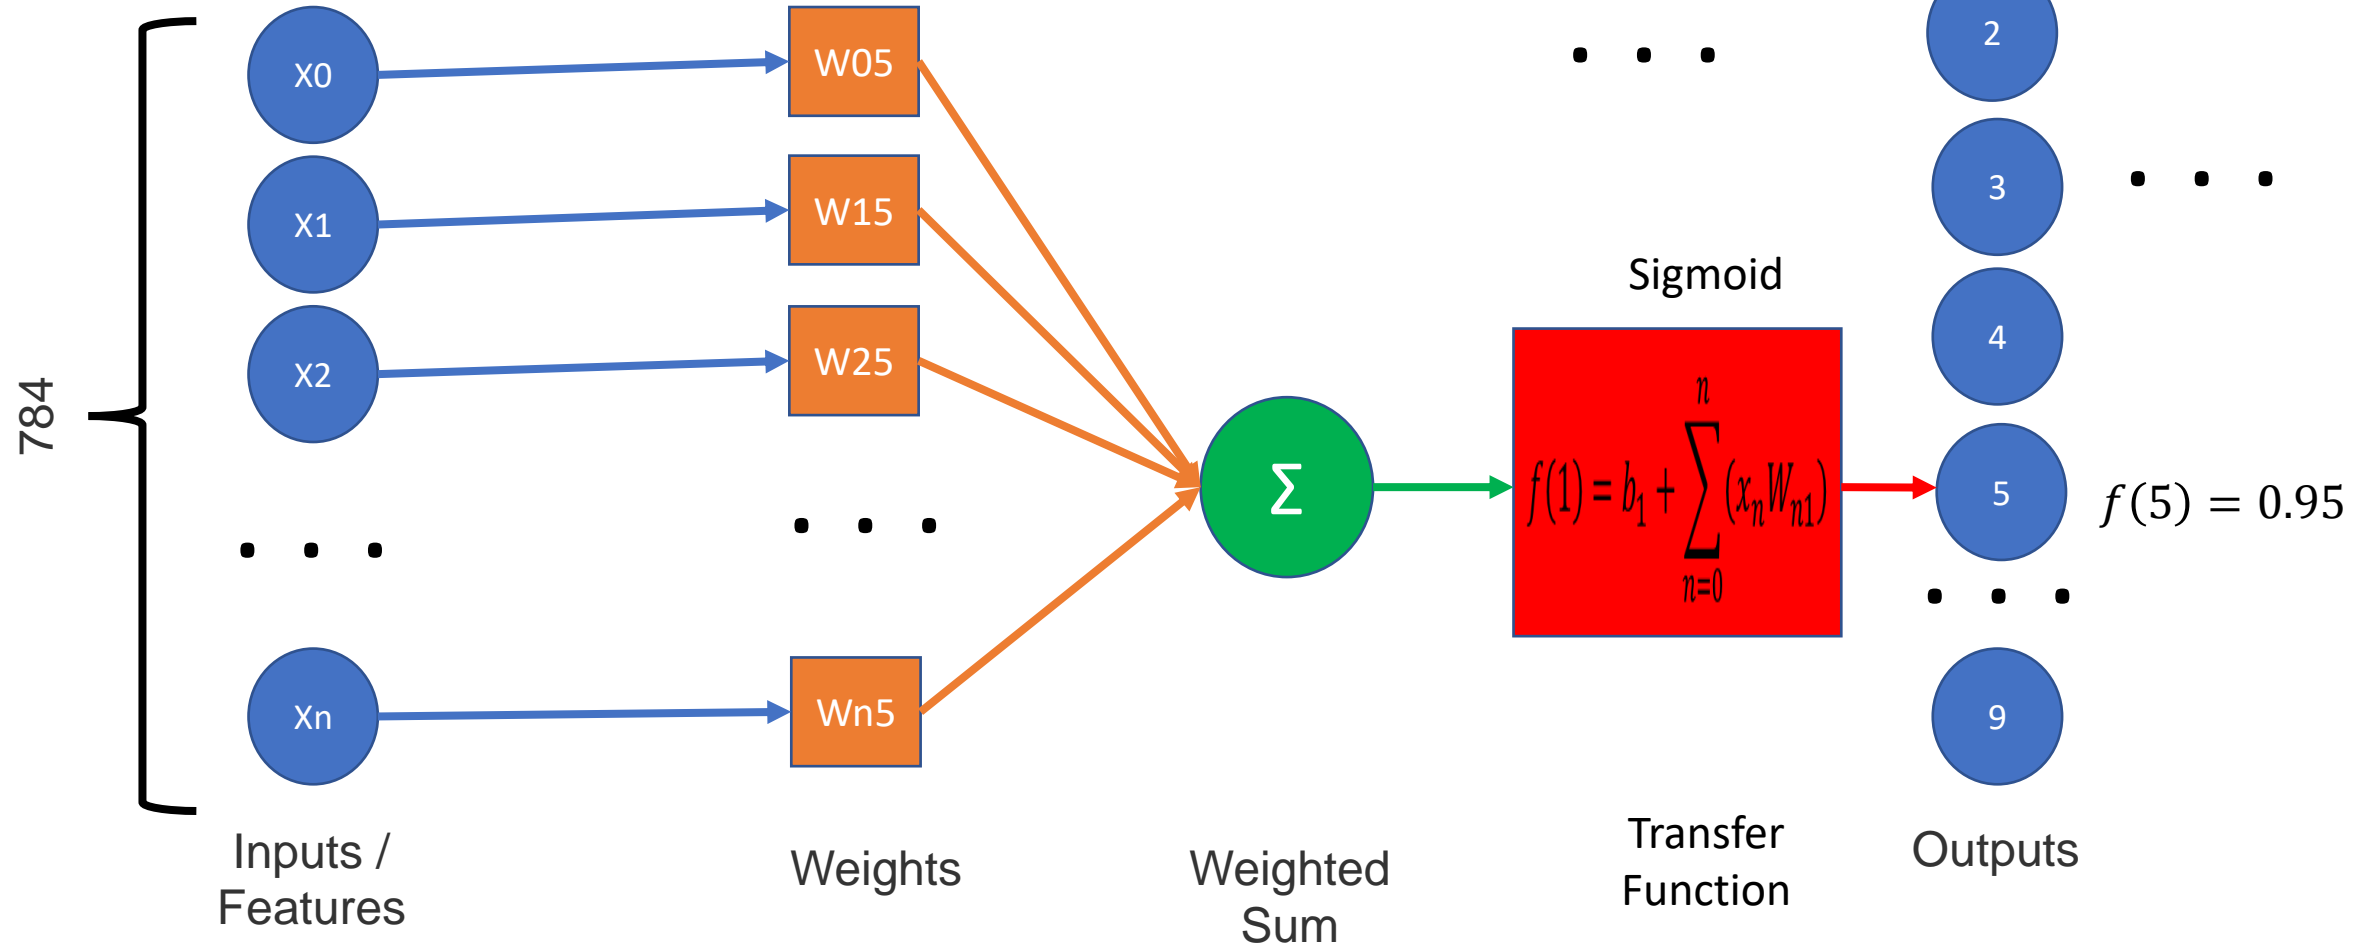 784
X0
X1
X2
. . .
Xn
Inputs /
Features
W05
W15
W25
. . .
Wn5
Weights
Σ
Weighted
Sum
. . .
Sigmoid
f(1) = b₁ + ∑ₙ₌₀ⁿ (xₙWₙ₁)
Transfer
Function
2
3
. . .
4
5
f(5) = 0.95
. . .
9
Outputs